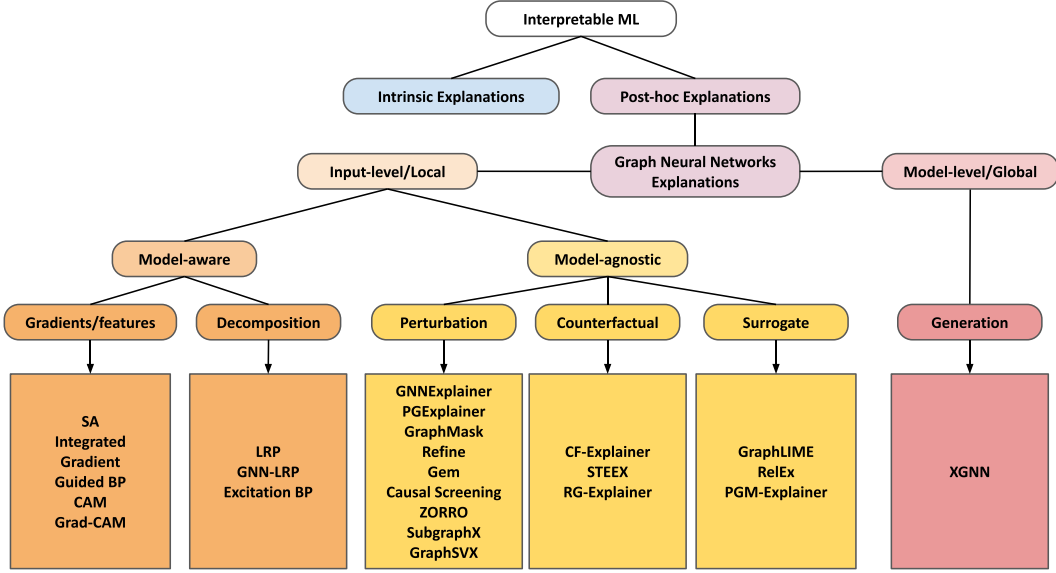 Interpretable ML
Intrinsic Explanations
Post-hoc Explanations
Input-level/Local
Graph Neural Networks
Explanations
Model-level/Global
Model-aware
Model-agnostic
Gradients/features
Decomposition
Perturbation
Counterfactual
Surrogate
Generation
SA
Integrated
Gradient
Guided BP
CAM
Grad-CAM
LRP
GNN-LRP
Excitation BP
GNNExplainer
PGExplainer
GraphMask
Refine
Gem
Causal Screening
ZORRO
SubgraphX
GraphSVX
CF-Explainer
STEEX
RG-Explainer
GraphLIME
RelEx
PGM-Explainer
XGNN